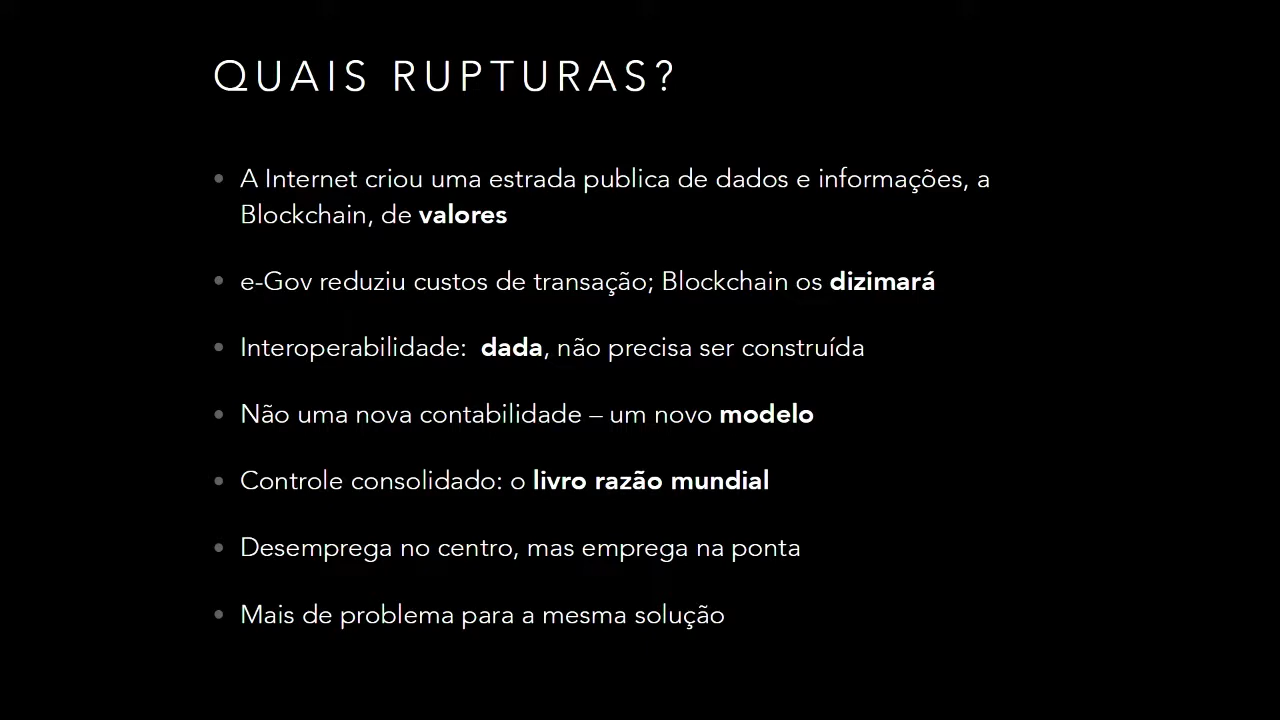 QUAIS RUPTURAS?
• A Internet criou uma estrada publica de dados e informações, a
Blockchain, de valores
• e-Gov reduziu custos de transação; Blockchain os dizimará
• Interoperabilidade:  dada, não precisa ser construída
• Não uma nova contabilidade – um novo modelo
• Controle consolidado: o livro razão mundial
• Desemprega no centro, mas emprega na ponta
• Mais de problema para a mesma solução